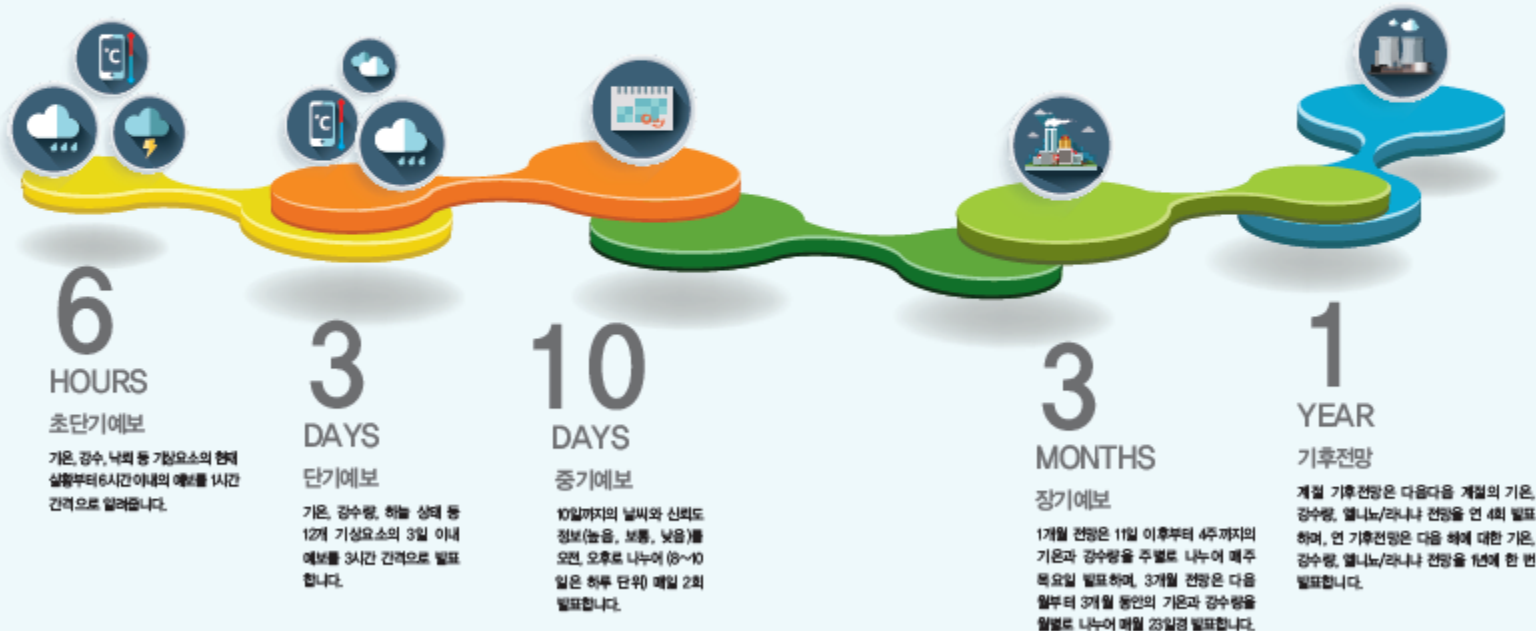 °C
°C
6
HOURS
초단기예보
기온, 강수, 낙뢰 등 기상요소의 현재
실황부터 6시간 이내의 예보를 1시간
간격으로 알려줍니다.
3
DAYS
단기예보
기온, 강수량, 하늘 상태 등
12개 기상요소의 3일 이내
예보를 3시간 간격으로 발표
합니다.
10
DAYS
중기예보
10일까지의 날씨와 신뢰도
정보(높음, 보통, 낮음)를
오전, 오후로 나누어 (8~10
일은 하루 단위) 매일 2회
발표합니다.
3
MONTHS
장기예보
1개월 전망은 11일 이후부터 4주까지의
기온과 강수량을 주별로 나누어 매주
목요일 발표하며, 3개월 전망은 다음
월부터 3개월 동안의 기온과 강수량을
월별로 나누어 매월 23일경 발표합니다.
1
YEAR
기후전망
계절 기후전망은 다음다음 계절의 기온,
강수량, 엘니뇨/라니냐 전망을 연 4회 발표
하며, 연 기후전망은 다음 해에 대한 기온,
강수량, 엘니뇨/라니냐 전망을 1년에 한 번
발표합니다.